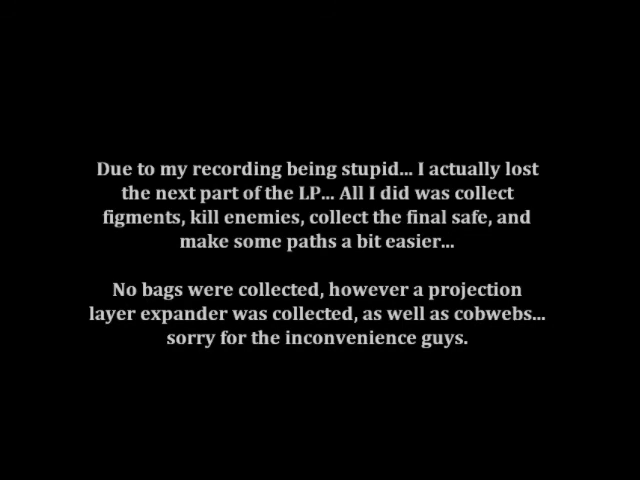 Due to my recording being stupid... I actually lost
the next part of the LP... All I did was collect
figments, kill enemies, collect the final safe, and
make some paths a bit easier...
No bags were collected, however a projection
layer expander was collected, as well as cobwebs...
sorry for the inconvenience guys.